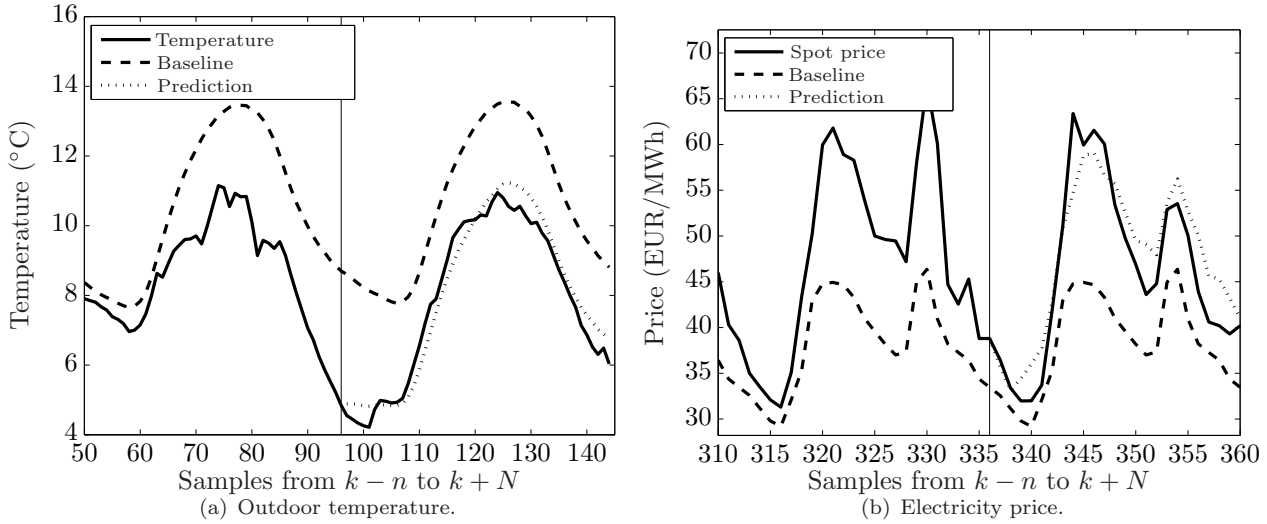 16
14
12
10
8
6
4
Temperature (°C)
Temperature
Baseline
Prediction
50 60 70 80 90 100 110 120 130 140
Samples from k − n to k + N
(a) Outdoor temperature.
70
65
60
55
50
45
40
35
30
Price (EUR/MWh)
Spot price
Baseline
Prediction
310 315 320 325 330 335 340 345 350 355 360
Samples from k − n to k + N
(b) Electricity price.